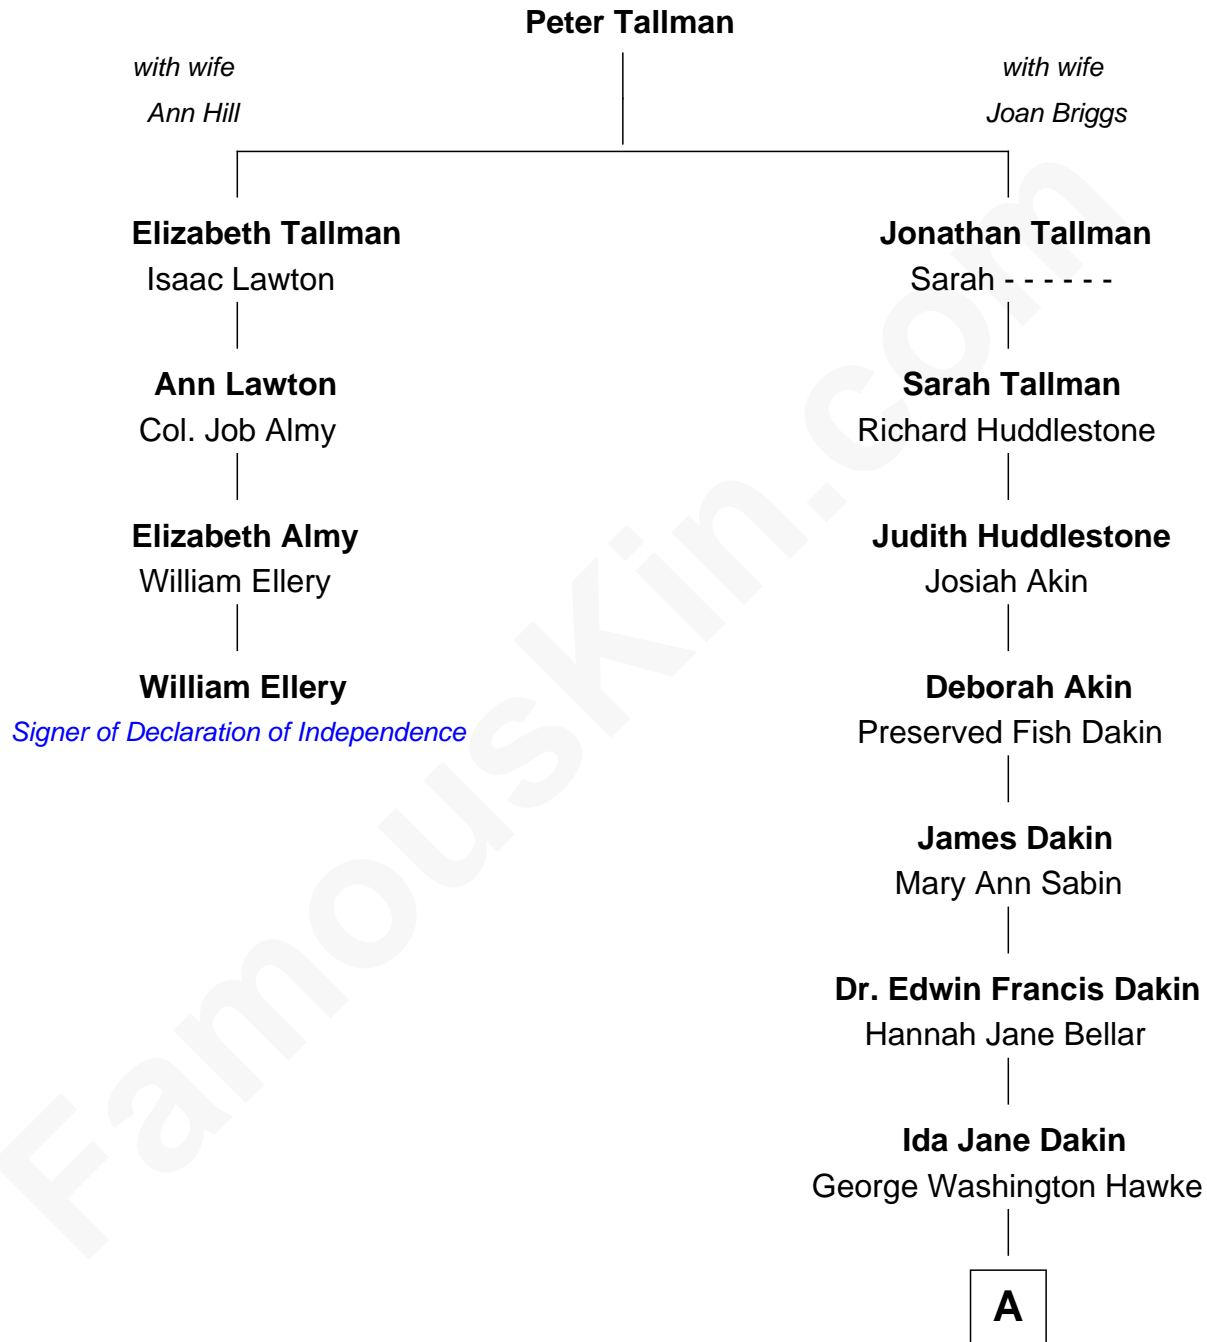 Peter Tallman
with wife
Ann Hill
with wife
Joan Briggs
Elizabeth Tallman
Isaac Lawton
Jonathan Tallman
Sarah - - - - - -
Ann Lawton
Col. Job Almy
Sarah Tallman
Richard Huddlestone
Elizabeth Almy
William Ellery
Judith Huddlestone
Josiah Akin
William Ellery
Signer of Declaration of Independence
Deborah Akin
Preserved Fish Dakin
James Dakin
Mary Ann Sabin
Dr. Edwin Francis Dakin
Hannah Jane Bellar
Ida Jane Dakin
George Washington Hawke
A
FamousKin.com